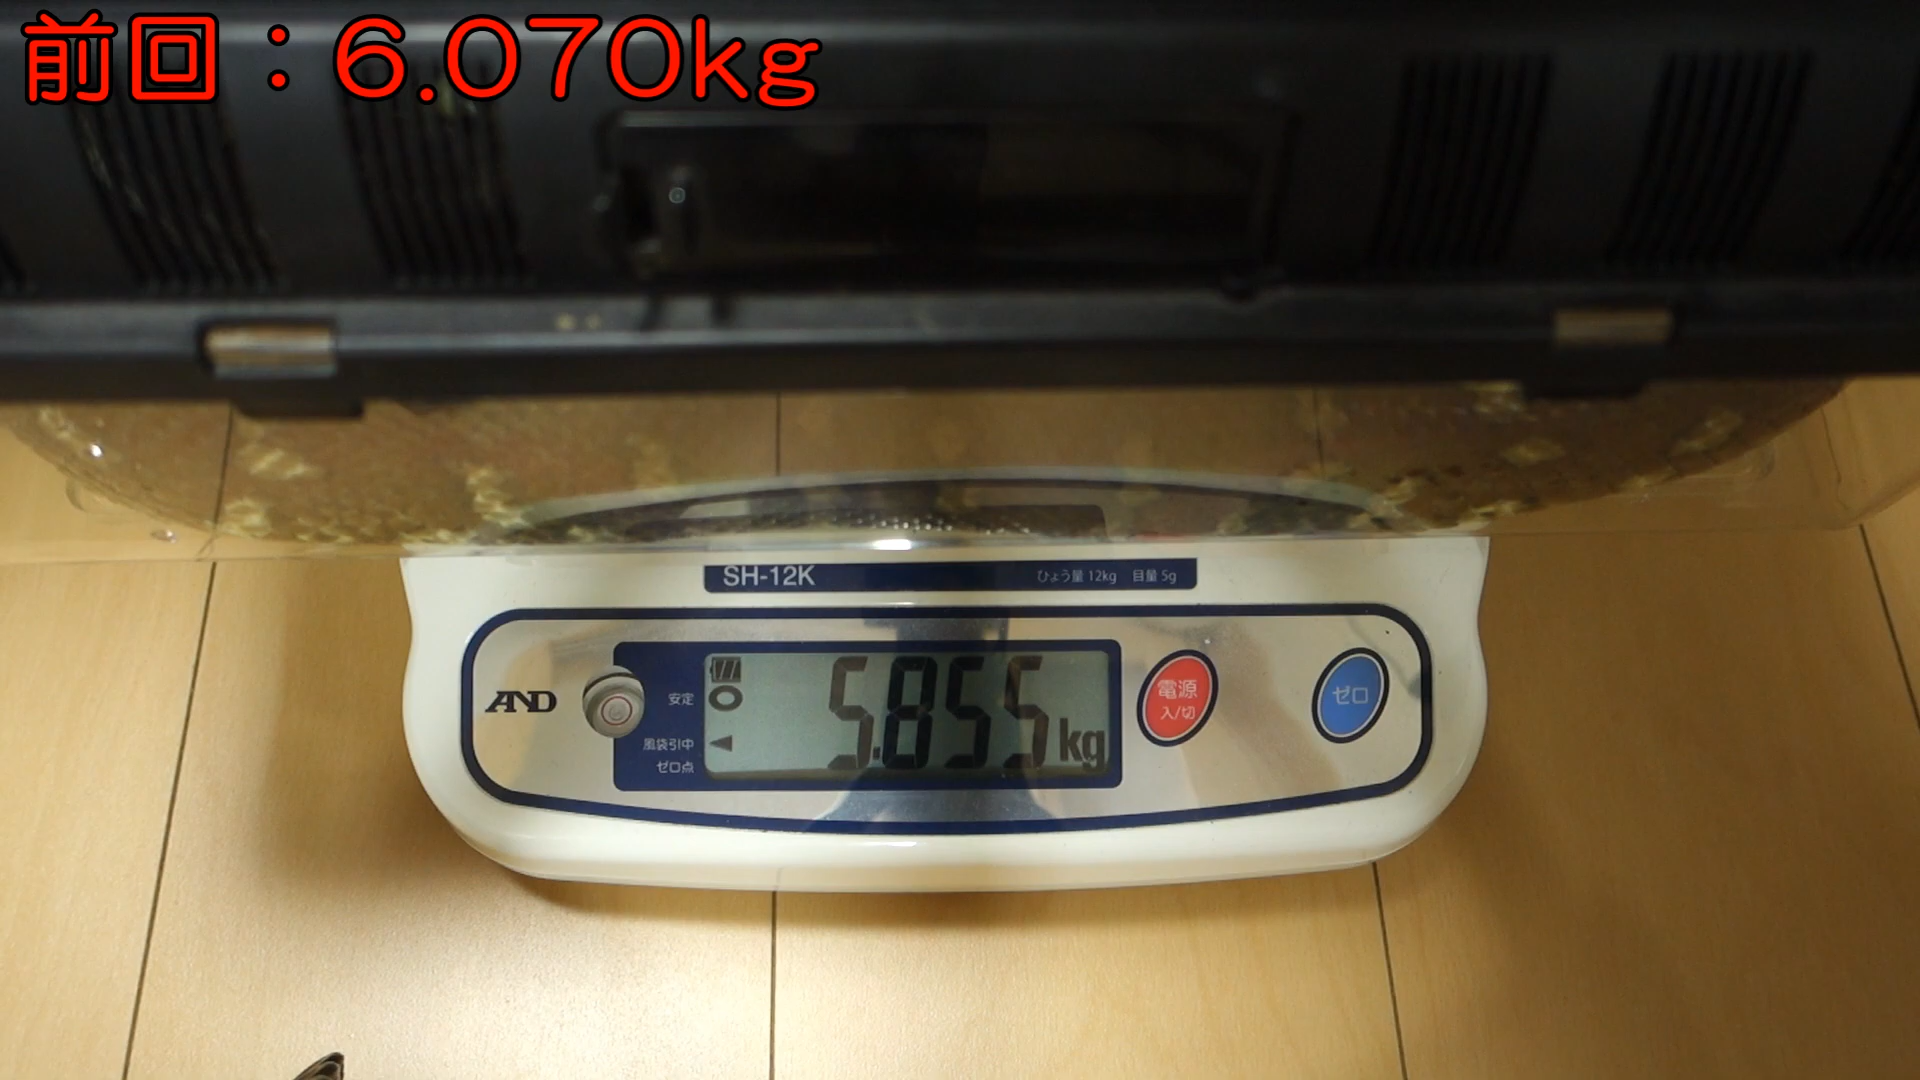 前回：6.070kg
SH-12K ひょう量 12kg 目量 5g
AND
安定
風袋引中
ゼロ点
5.855 kg
電源
入/切
ゼロ